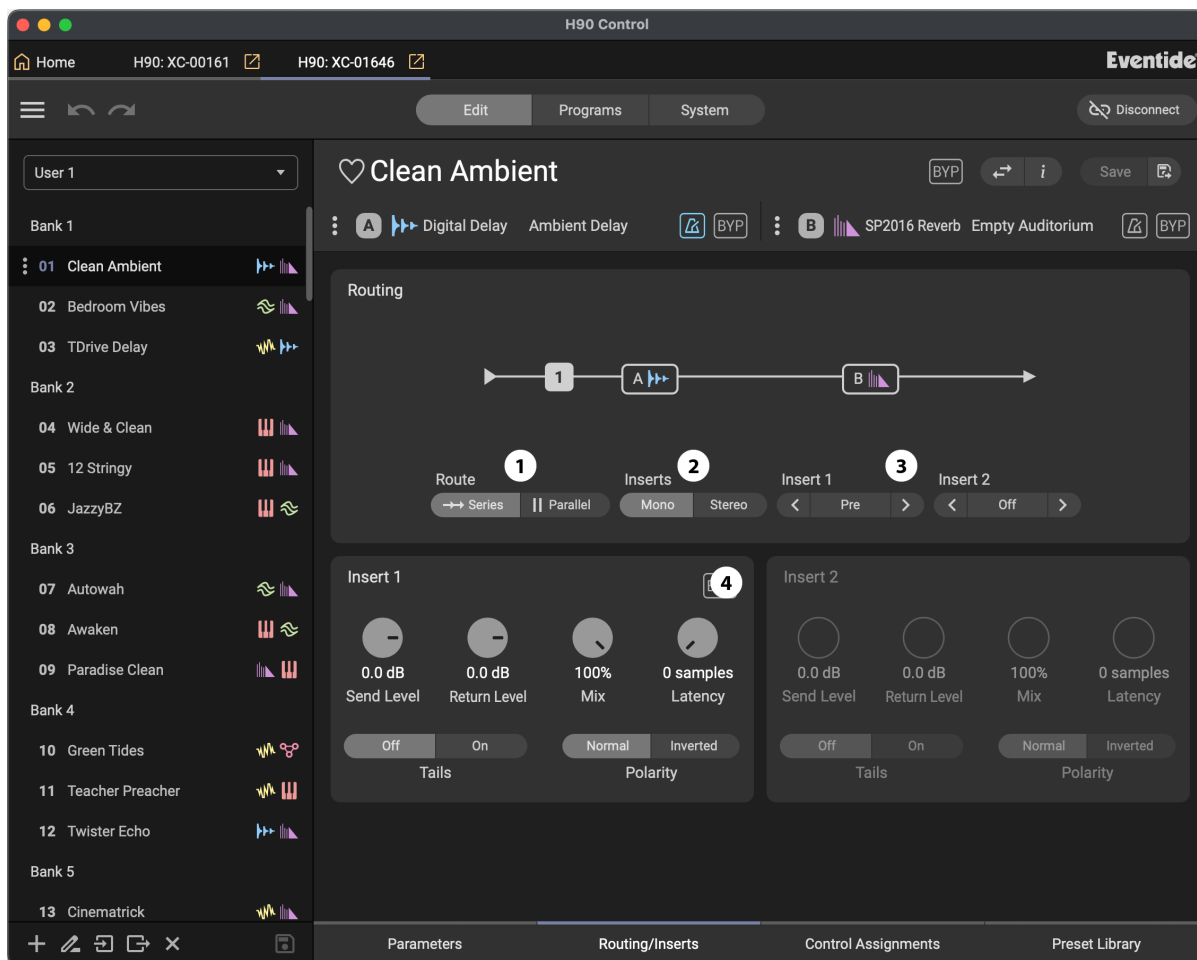 H90 Control
Home
H90: XC-00161
H90: XC-01646
Eventide
Edit
Programs
System
Disconnect
User 1
Bank 1
01 Clean Ambient
02 Bedroom Vibes
03 TDrive Delay
Bank 2
04 Wide & Clean
05 12 Stringy
06 JazzyBZ
Bank 3
07 Autowah
08 Awaken
09 Paradise Clean
Bank 4
10 Green Tides
11 Teacher Preacher
12 Twister Echo
Bank 5
13 Cinematrick
Clean Ambient
BYP
i
Save
A Digital Delay Ambient Delay BYP
B SP2016 Reverb Empty Auditorium BYP
Routing
1 A B
1 2 3
Route Inserts Insert 1 Insert 2
Series Parallel Mono Stereo Pre Off
Insert 1
4
0.0 dB 0.0 dB 100% 0 samples
Send Level Return Level Mix Latency
Off On Normal Inverted
Tails Polarity
Insert 2
0.0 dB 0.0 dB 100% 0 samples
Send Level Return Level Mix Latency
Off On Normal Inverted
Tails Polarity
Parameters
Routing/Inserts
Control Assignments
Preset Library